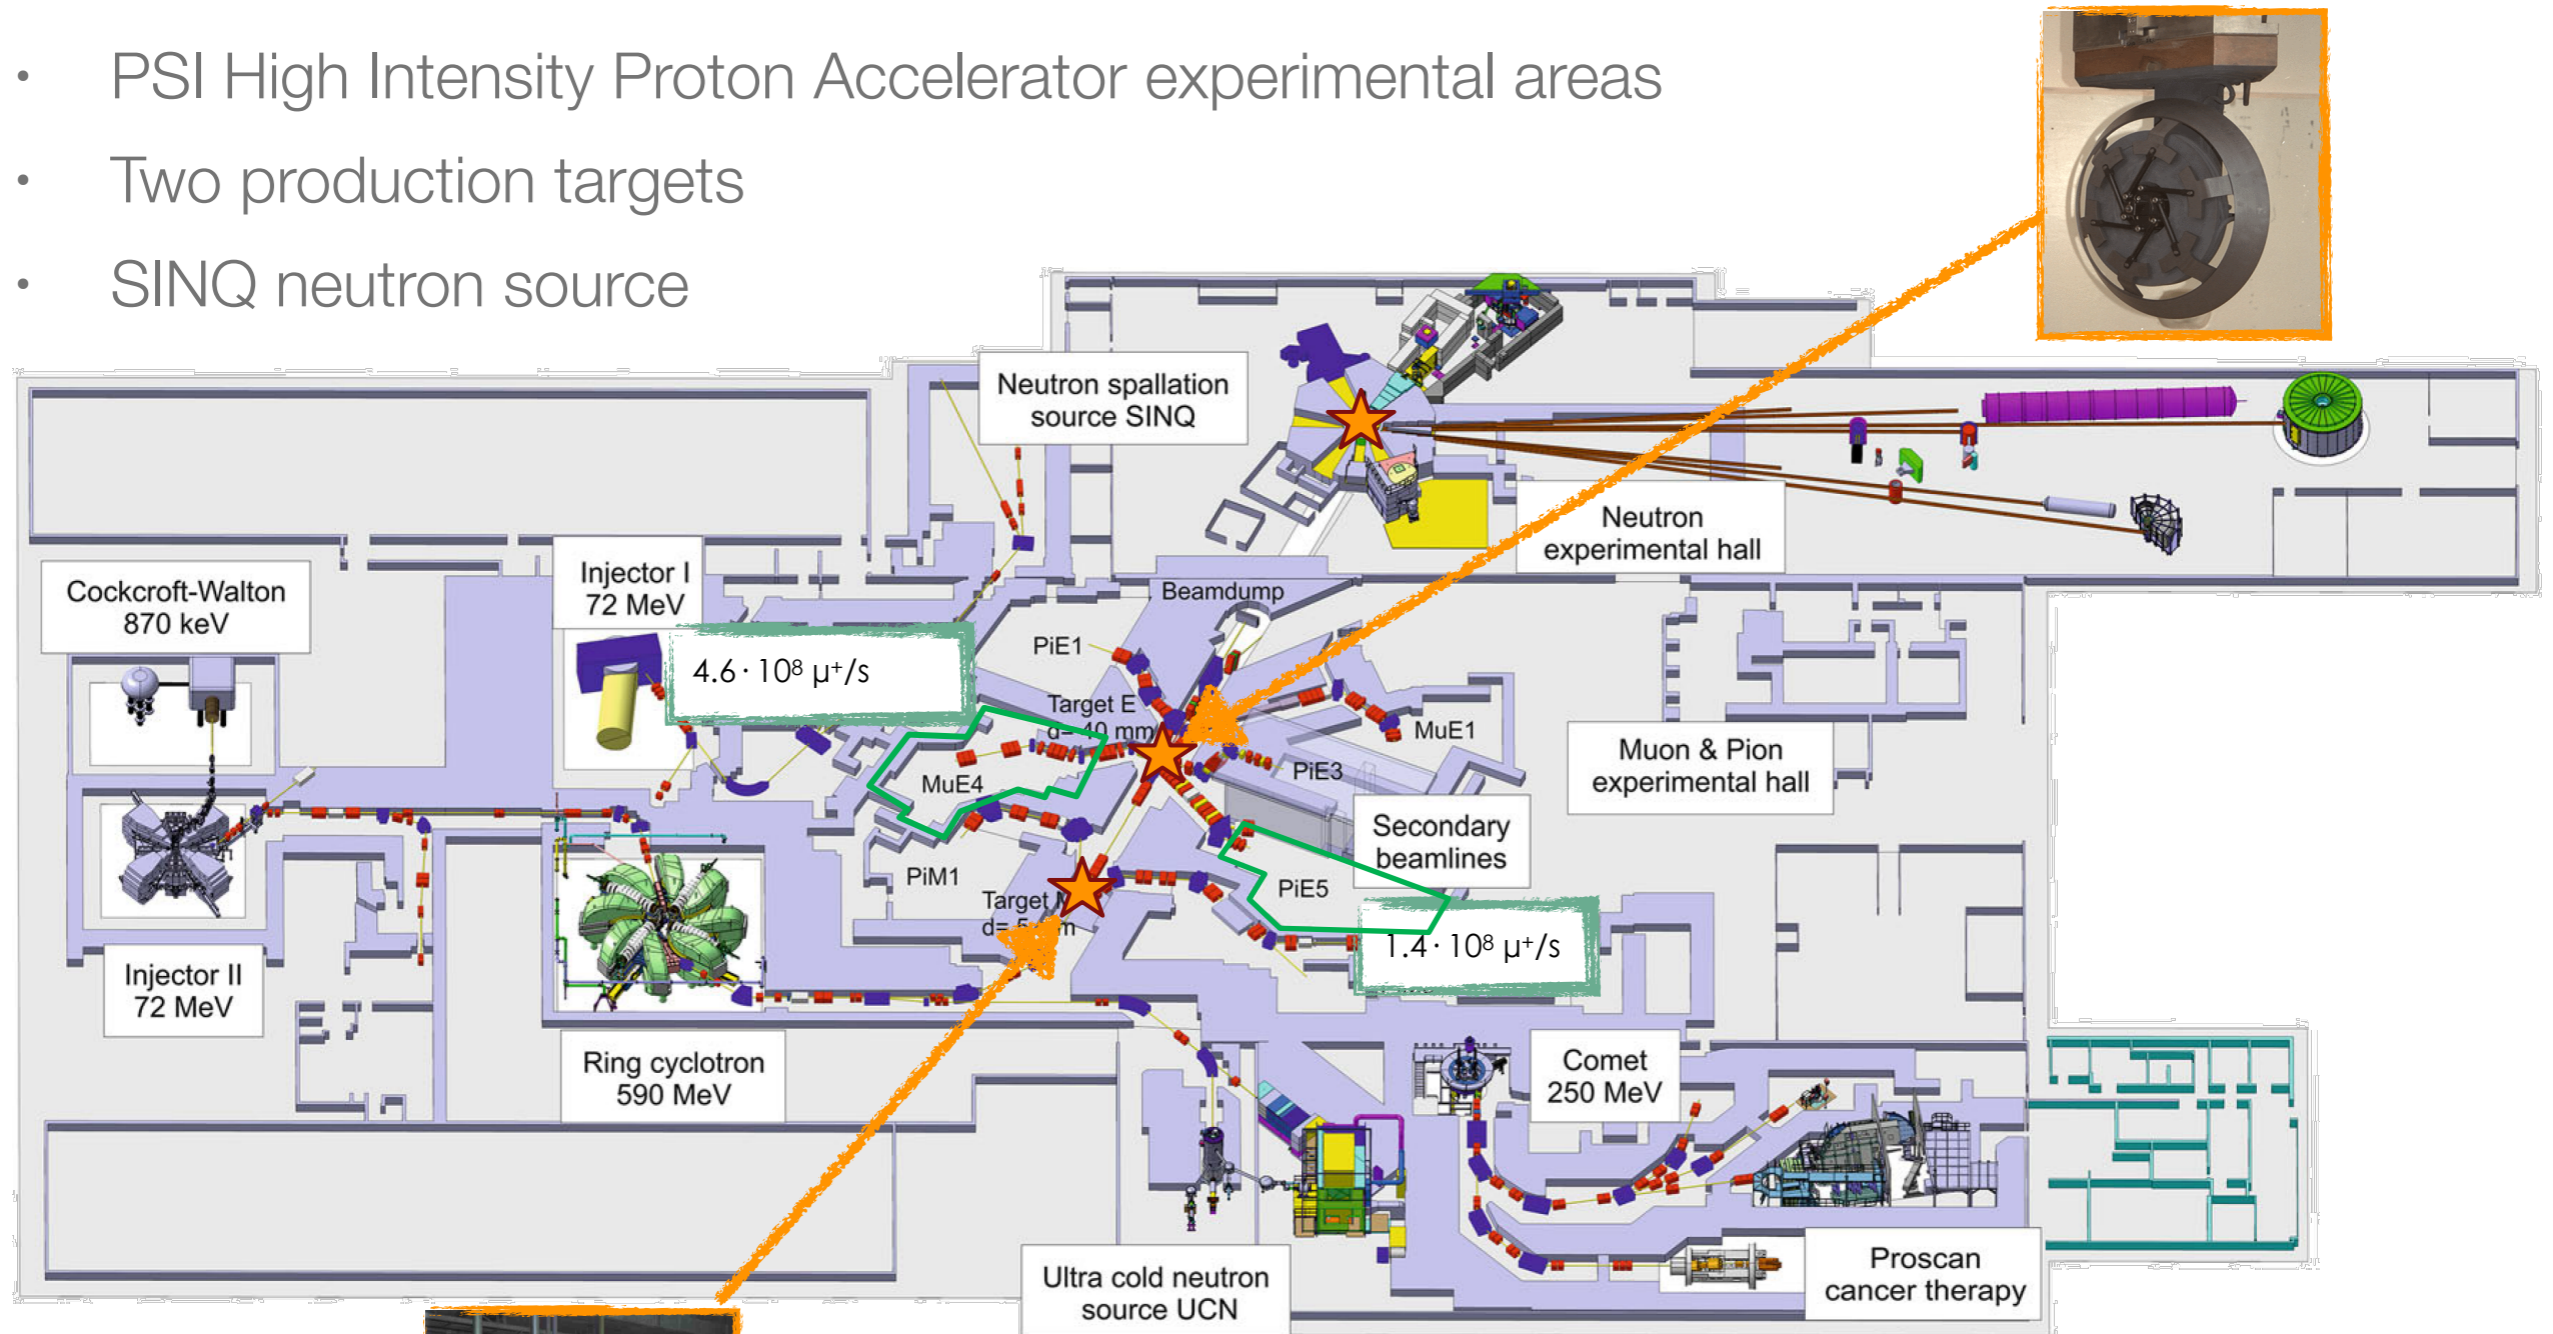 • PSI High Intensity Proton Accelerator experimental areas
• Two production targets
• SINQ neutron source
Neutron spallation
source SINQ
Neutron
experimental hall
Cockcroft-Walton
870 keV
Injector I
72 MeV
Beamdump
4.6 · 10⁸ μ⁺/s
PiE1
Target E
d= 40 mm
MuE1
MuE4
PiE3
Muon & Pion
experimental hall
Secondary
beamlines
PiM1
PiE5
Target M
1.4 · 10⁸ μ⁺/s
Injector II
72 MeV
Ring cyclotron
590 MeV
Comet
250 MeV
Ultra cold neutron
source UCN
Proscan
cancer therapy